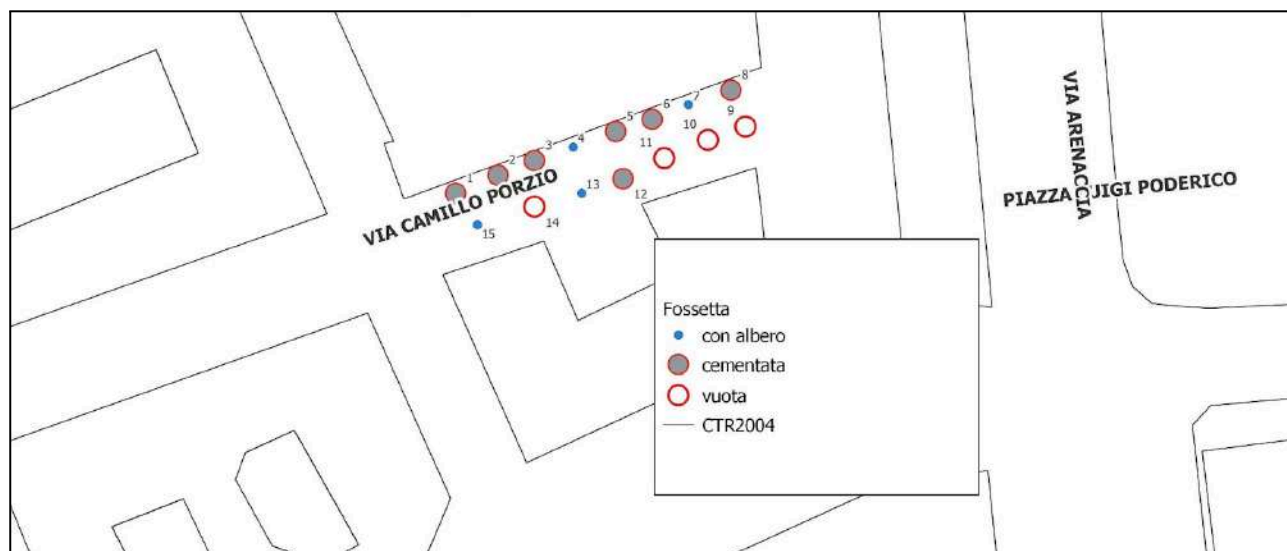 8
7
6
5
9
10
4
11
3
2
1
12
13
14
15
VIA CAMILLO PORZIO
VIA ARENACCIA
PIAZZA UIGI PODERICO
Fossetta
con albero
cementata
vuota
CTR2004